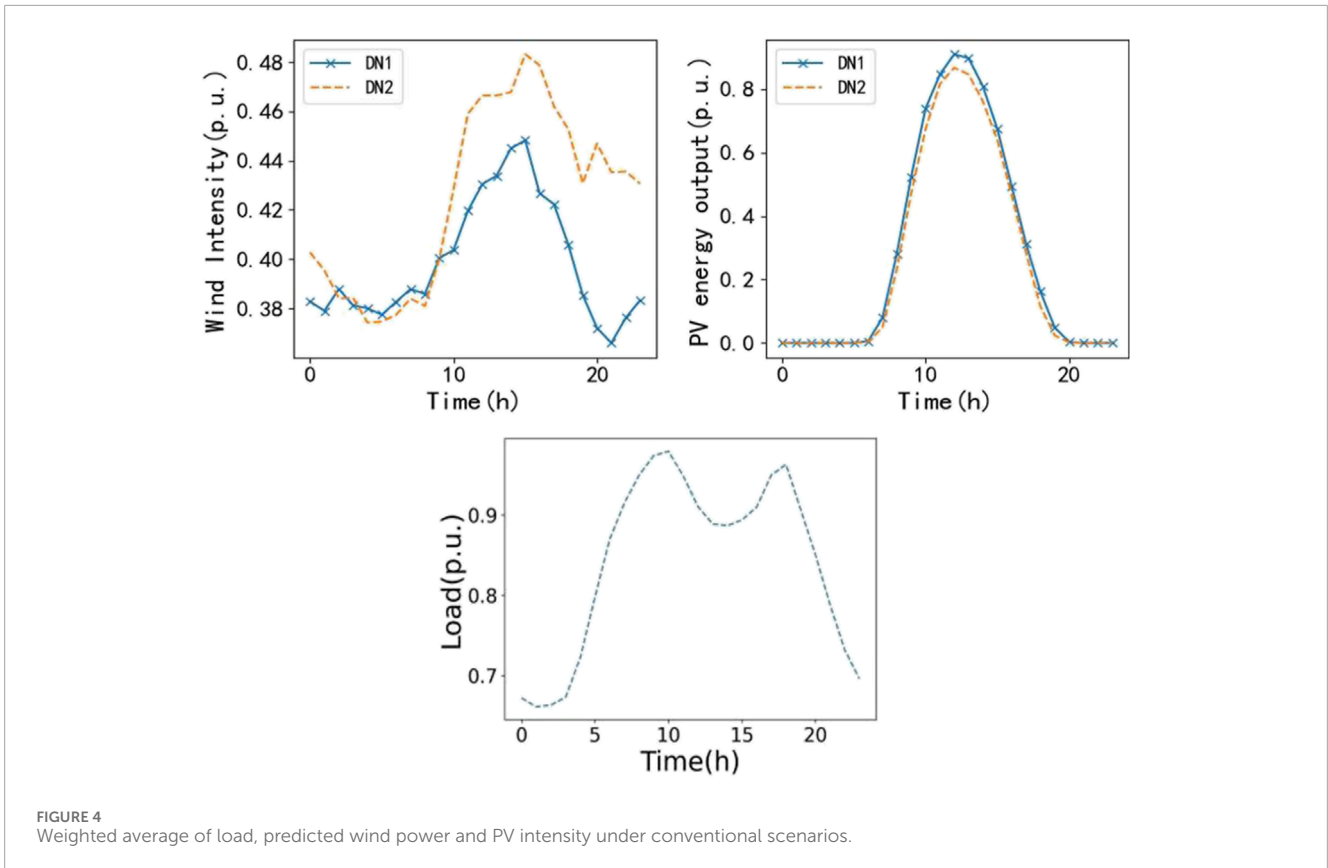 DN1
DN2
0.48
0.46
0.44
0.42
0.40
0.38
Wind Intensity(p.u.)
0
10
20
Time(h)
DN1
DN2
0.8
0.6
0.4
0.2
0.0
PV energy output(p.u.)
0
10
20
Time(h)
0.9
0.8
0.7
Load(p.u.)
0
5
10
15
20
Time(h)
FIGURE 4
Weighted average of load, predicted wind power and PV intensity under conventional scenarios.